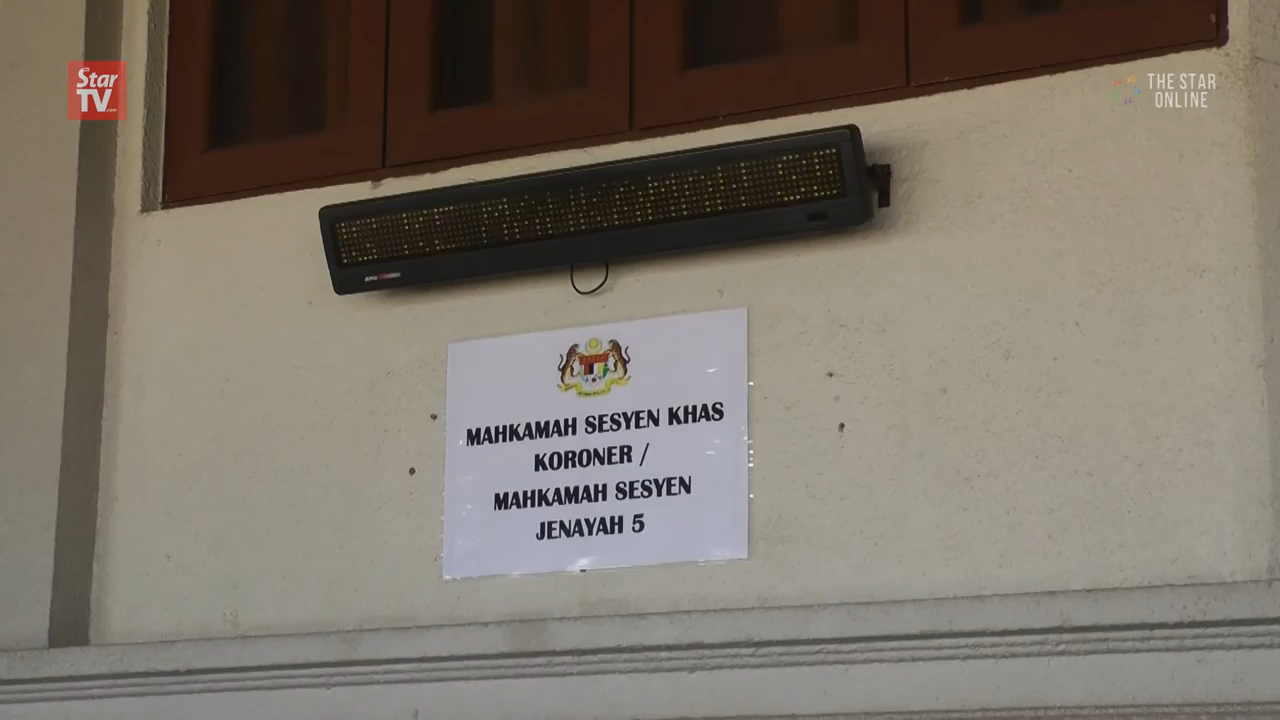 Star
TV
THE STAR
ONLINE
MAHKAMAH SESYEN KHAS
KORONER /
MAHKAMAH SESYEN
JENAYAH 5